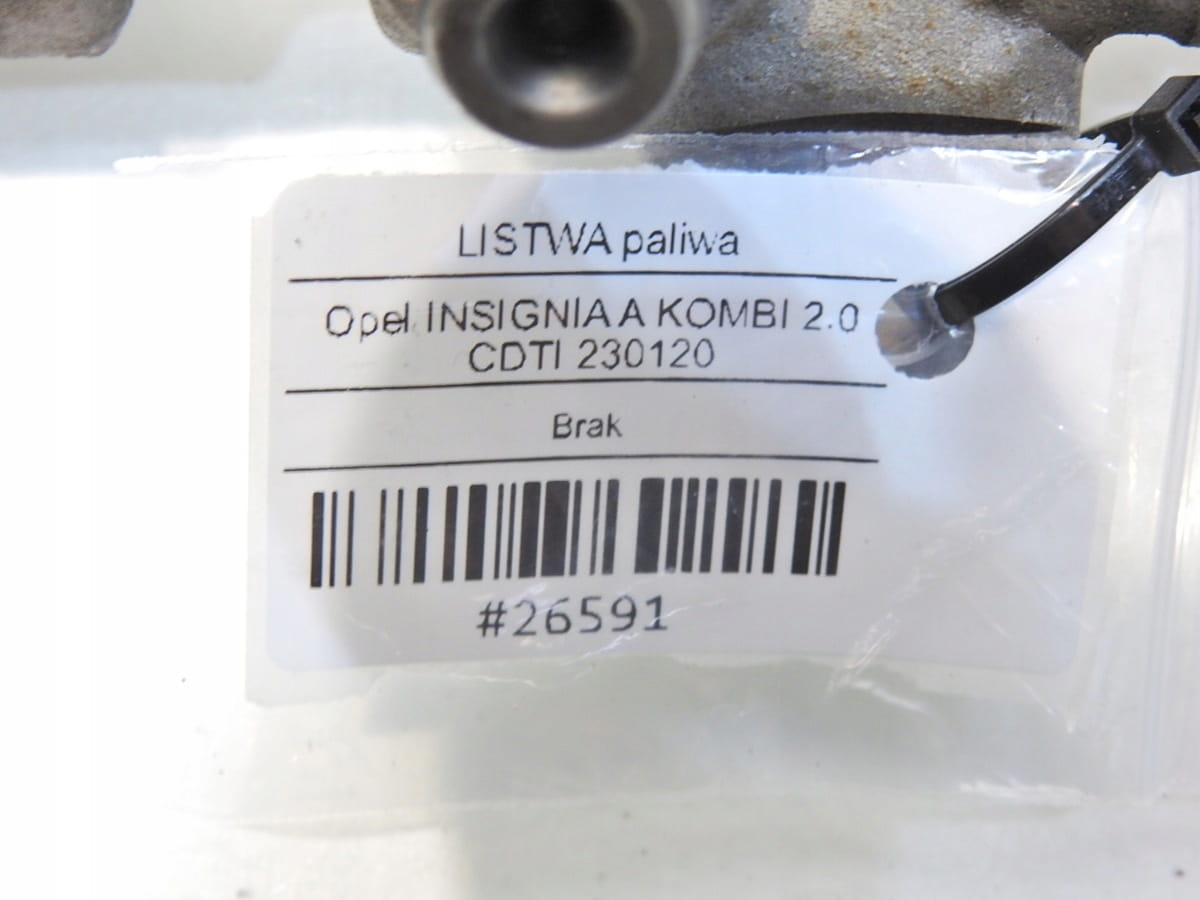 LISTWA paliwa
Opel INSIGNIA A KOMBI 2.0
CDTI 230120
Brak
#26591